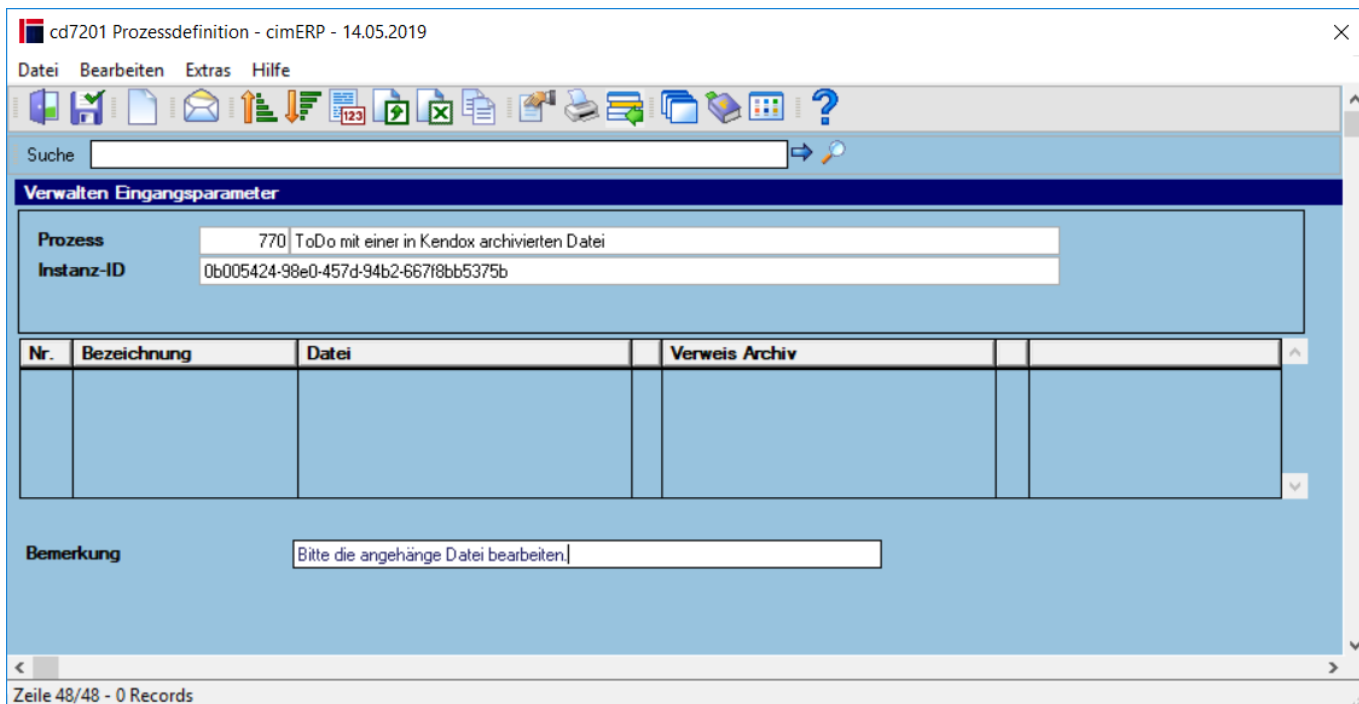 cd7201 Prozessdefinition - cimERP - 14.05.2019
Datei Bearbeiten Extras Hilfe
123
Suche
Verwalten Eingangsparameter
Prozess 770 ToDo mit einer in Kendox archivierten Datei
Instanz-ID 0b005424-98e0-457d-94b2-667f8bb5375b
Nr. Bezeichnung Datei Verweis Archiv
Bemerkung Bitte die angehänge Datei bearbeiten.
Zeile 48/48 - 0 Records